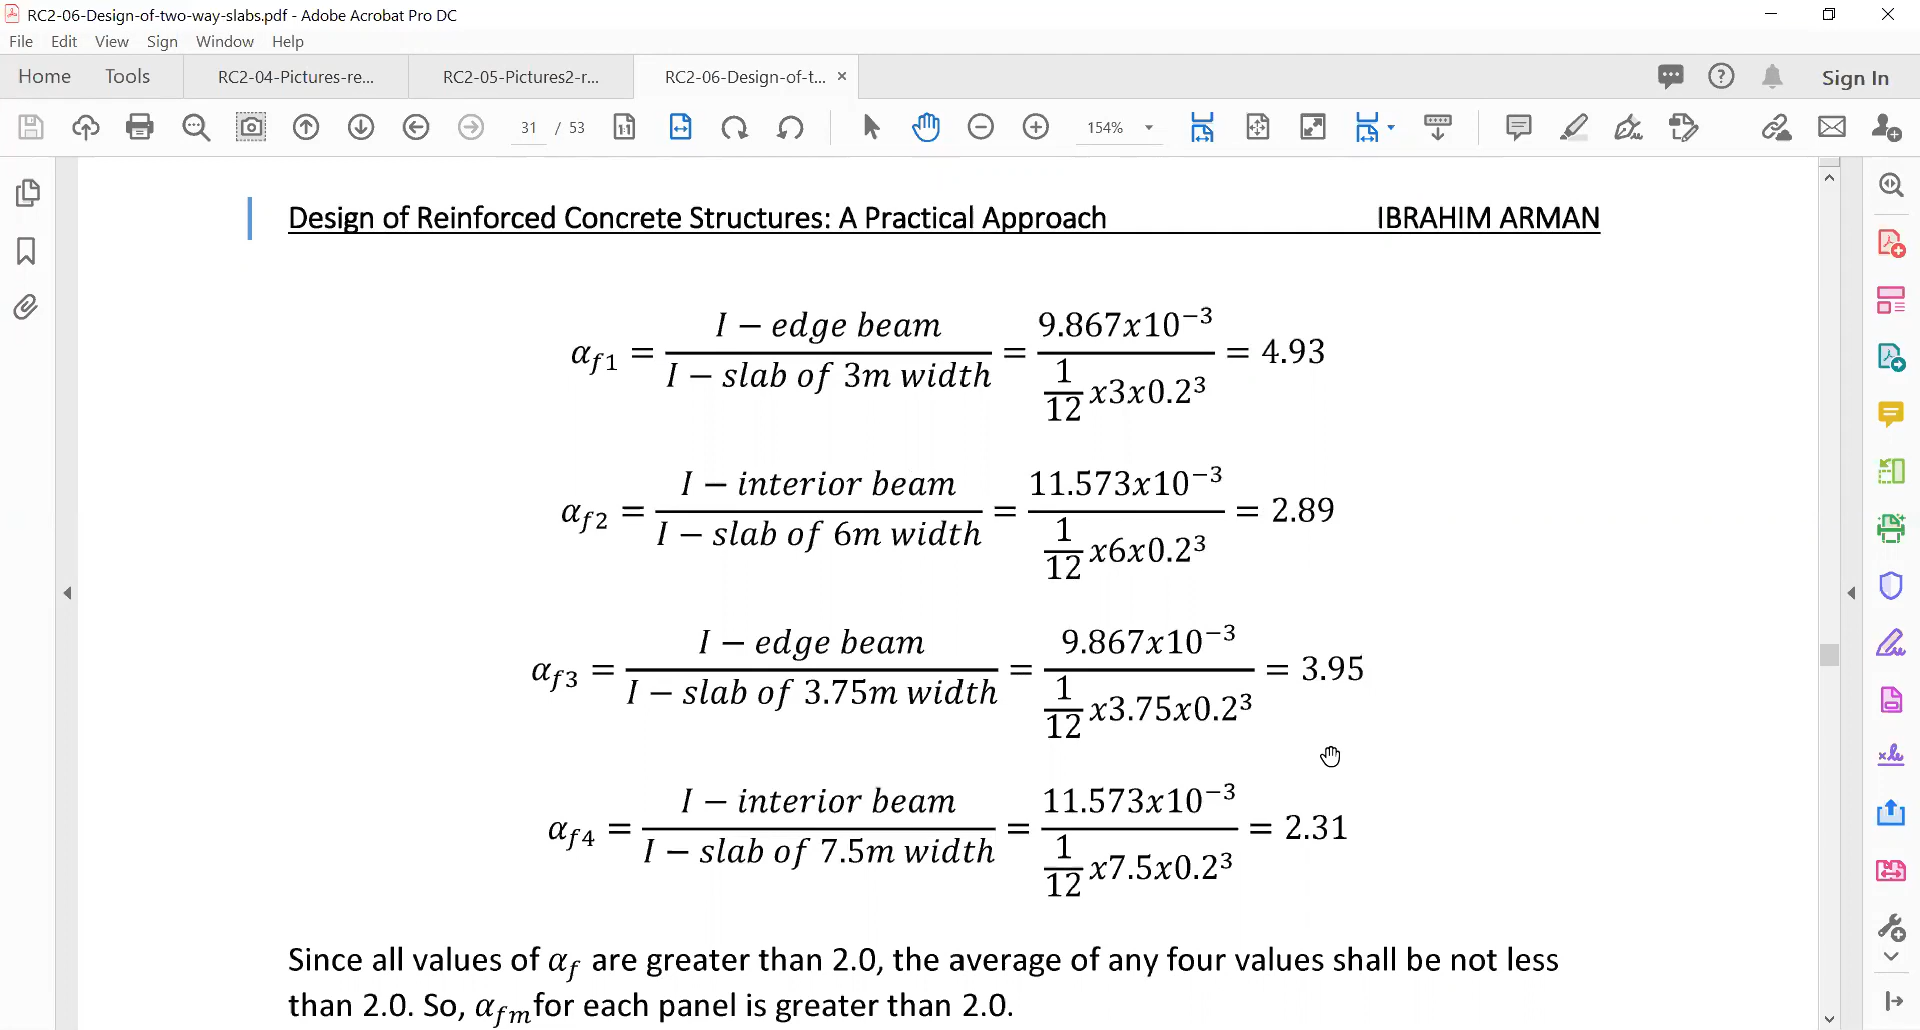 RC2-06-Design-of-two-way-slabs.pdf - Adobe Acrobat Pro DC
File Edit View Sign Window Help
Home Tools RC2-04-Pictures-re... RC2-05-Pictures2-r... RC2-06-Design-of-t... × Sign In
31 / 53 154%
Design of Reinforced Concrete Structures: A Practical Approach IBRAHIM ARMAN
α_f1 = (I − edge beam)/(I − slab of 3m width) = (9.867x10⁻³)/((1/12)x3x0.2³) = 4.93
α_f2 = (I − interior beam)/(I − slab of 6m width) = (11.573x10⁻³)/((1/12)x6x0.2³) = 2.89
α_f3 = (I − edge beam)/(I − slab of 3.75m width) = (9.867x10⁻³)/((1/12)x3.75x0.2³) = 3.95
α_f4 = (I − interior beam)/(I − slab of 7.5m width) = (11.573x10⁻³)/((1/12)x7.5x0.2³) = 2.31
Since all values of α_f are greater than 2.0, the average of any four values shall be not less
than 2.0. So, α_fm for each panel is greater than 2.0.